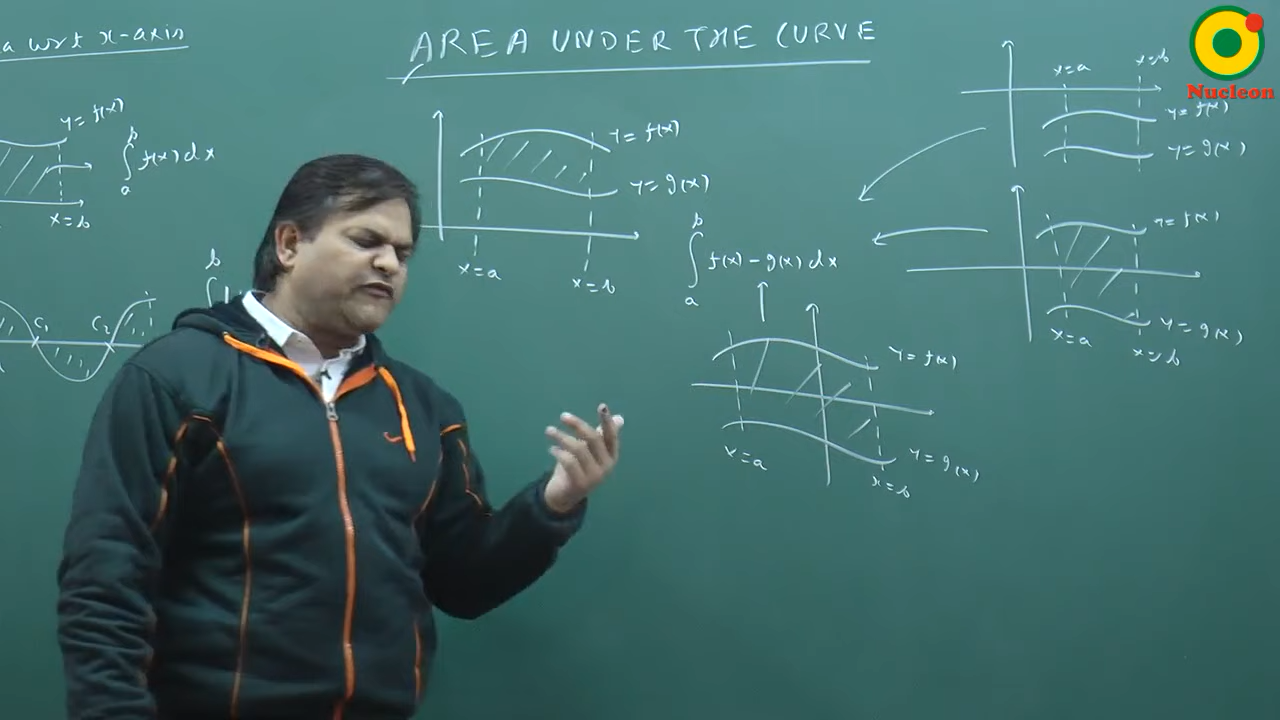 a wrt x-axis
y = f(x)
b
∫ f(x) dx
a
x = b
b
∫
C₁
C₂
AREA UNDER THE CURVE
y = f(x)
y = g(x)
x = a
x = b
b
∫ f(x) - g(x) dx
a
y = f(x)
y = g(x)
x = a
x = b
x = a
x = b
y = f(x)
y = g(x)
y = f(x)
y = g(x)
x = a
x = b
Nucleon